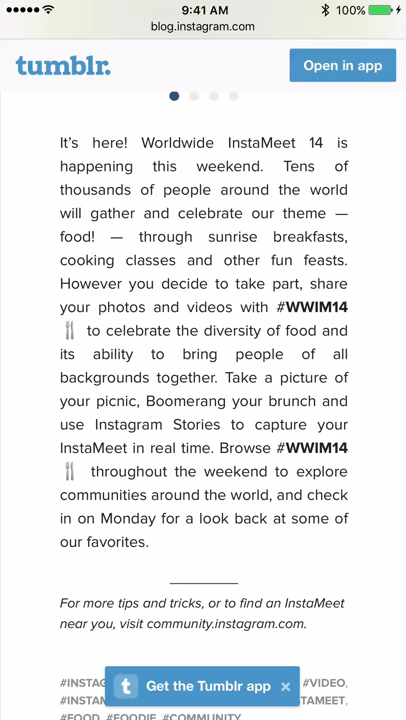 9:41 AM
100%
blog.instagram.com
tumblr.
Open in app
It's here! Worldwide InstaMeet 14 is
happening this weekend. Tens of
thousands of people around the world
will gather and celebrate our theme —
food! — through sunrise breakfasts,
cooking classes and other fun feasts.
However you decide to take part, share
your photos and videos with #WWIM14
🍴 to celebrate the diversity of food and
its ability to bring people of all
backgrounds together. Take a picture of
your picnic, Boomerang your brunch and
use Instagram Stories to capture your
InstaMeet in real time. Browse #WWIM14
🍴 throughout the weekend to explore
communities around the world, and check
in on Monday for a look back at some of
our favorites.
For more tips and tricks, or to find an InstaMeet
near you, visit community.instagram.com.
#INSTAG #VIDEO,
t Get the Tumblr app ×
#INSTAN TAMEET,
#FOOD, #FOODIE, #COMMUNITY